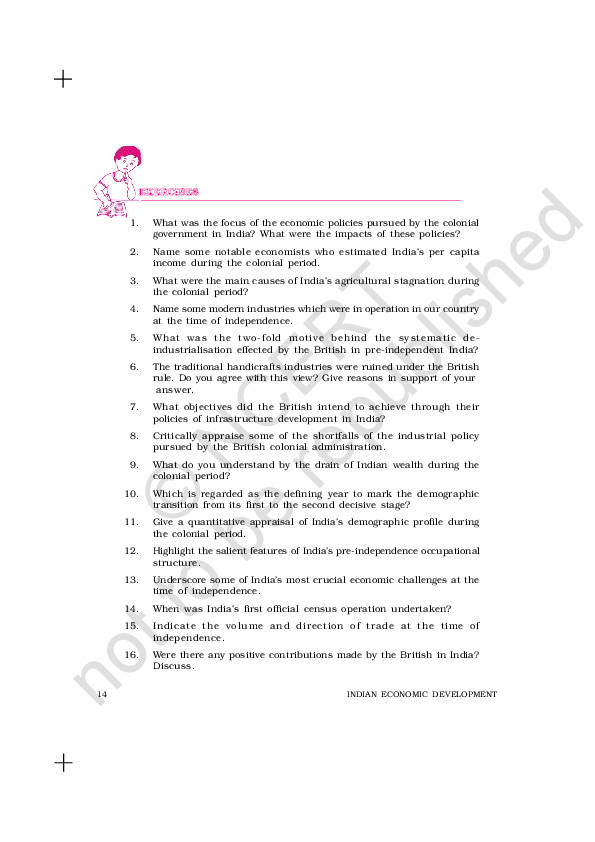 EXERCISES
1. What was the focus of the economic policies pursued by the colonial
government in India? What were the impacts of these policies?
2. Name some notable economists who estimated India's per capita
income during the colonial period.
3. What were the main causes of India's agricultural stagnation during
the colonial period?
4. Name some modern industries which were in operation in our country
at the time of independence.
5. What was the two-fold motive behind the systematic de-
industrialisation effected by the British in pre-independent India?
6. The traditional handicrafts industries were ruined under the British
rule. Do you agree with this view? Give reasons in support of your
answer.
7. What objectives did the British intend to achieve through their
policies of infrastructure development in India?
8. Critically appraise some of the shortfalls of the industrial policy
pursued by the British colonial administration.
9. What do you understand by the drain of Indian wealth during the
colonial period?
10. Which is regarded as the defining year to mark the demographic
transition from its first to the second decisive stage?
11. Give a quantitative appraisal of India's demographic profile during
the colonial period.
12. Highlight the salient features of India's pre-independence occupational
structure.
13. Underscore some of India's most crucial economic challenges at the
time of independence.
14. When was India's first official census operation undertaken?
15. Indicate the volume and direction of trade at the time of
independence.
16. Were there any positive contributions made by the British in India?
Discuss.
14 INDIAN ECONOMIC DEVELOPMENT
© NCERT
not to be republished